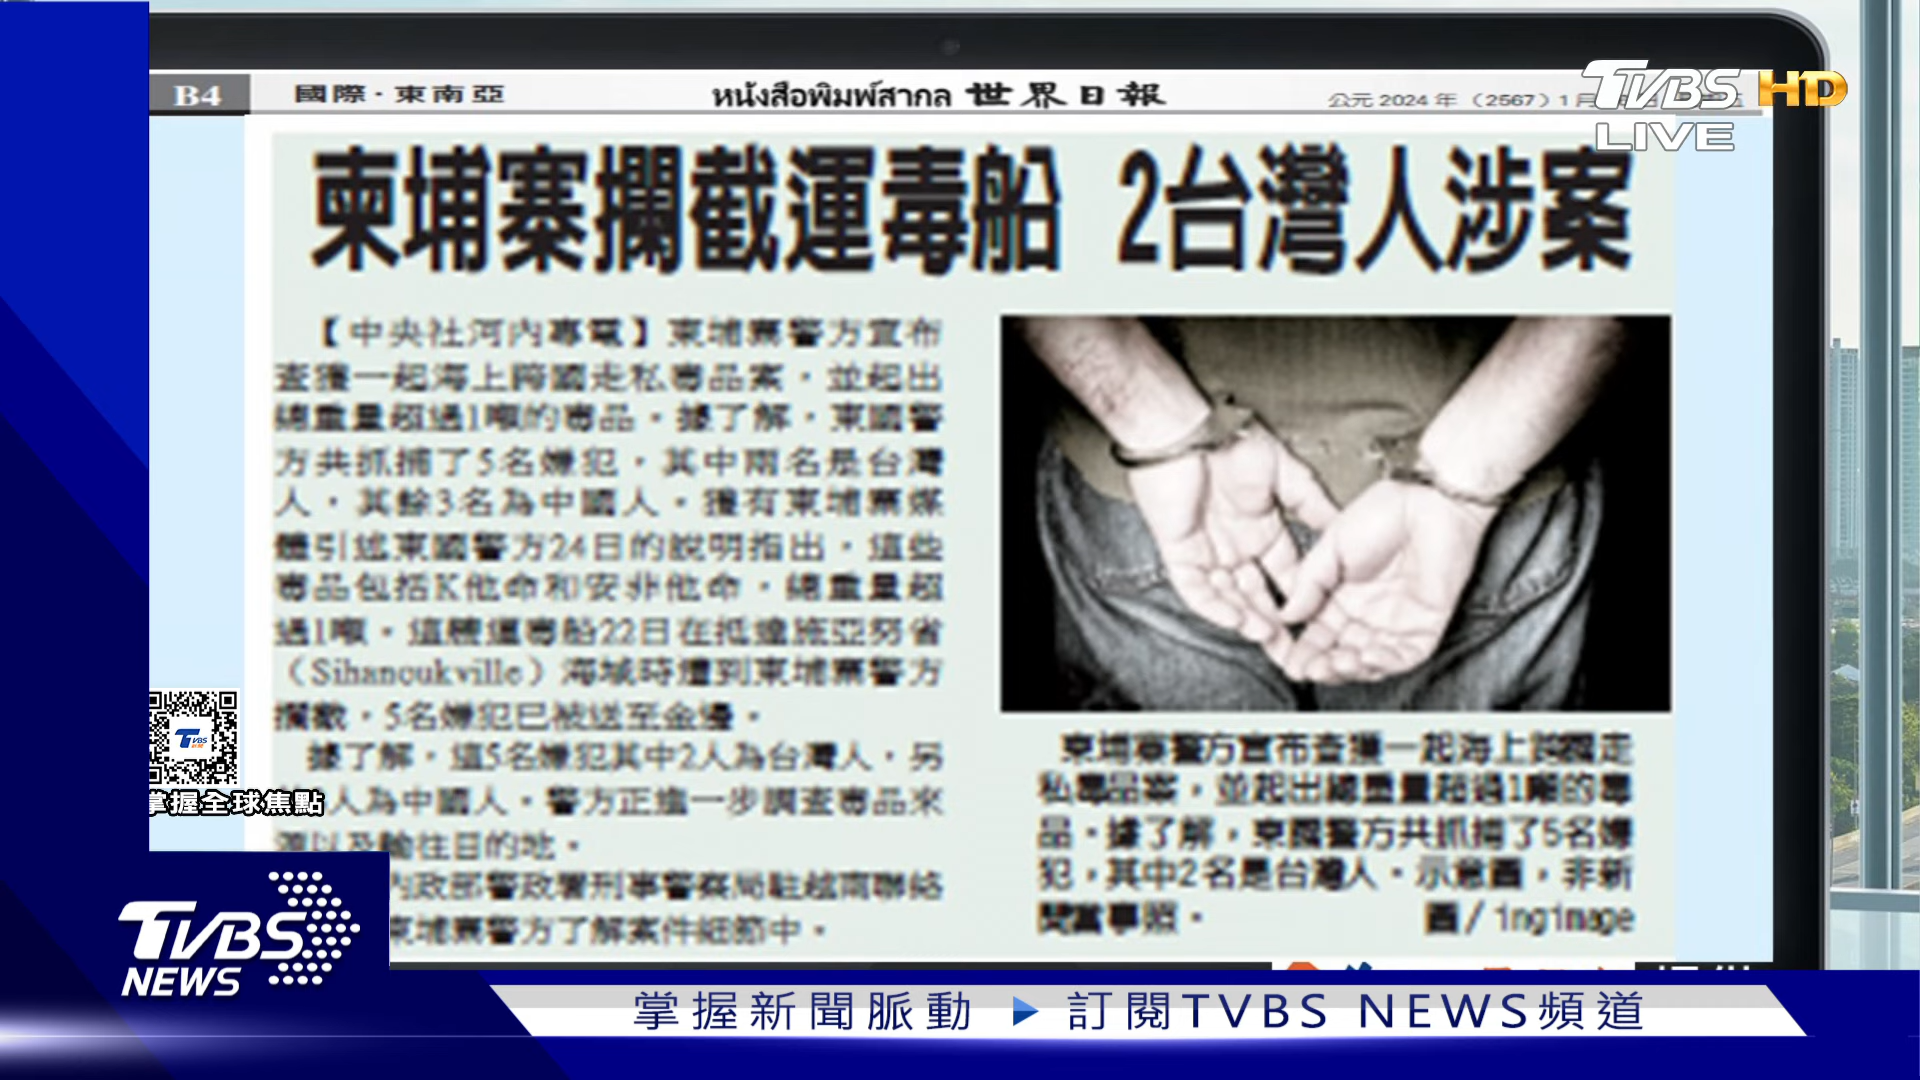 B4
國際·東南亞
หนังสือพิมพ์สากล 世界日報
公元 2024 年 （2567）1 月
TVBS HD
LIVE
柬埔寨攔截運毒船 2台灣人涉案
【中央社河內專電】柬埔寨警方宣布
查獲一起海上跨國走私毒品案，並起出
總重量超過1噸的毒品。據了解，柬國警
方共抓捕了5名嫌犯，其中兩名是台灣
人，其餘3名為中國人。獲有柬埔寨媒
體引述柬國警方24日的說明指出，這些
毒品包括K他命和安非他命，總重量超
過1噸。這艘運毒船22日在抵達施亞努省
（Sihanoukville）海域時遭到柬埔寨警方
攔截，5名嫌犯已被送至金邊。
據了解，這5名嫌犯其中2人為台灣人，另
人為中國人。警方正進一步調查毒品來
源以及輸往目的地。
內政部警政署刑事警察局駐越南聯絡
柬埔寨警方了解案件細節中。
柬埔寨警方宣布查獲一起海上跨國走
私毒品案，並起出總重量超過1噸的毒
品。據了解，柬國警方共抓捕了5名嫌
犯，其中2名是台灣人。示意圖，非新
聞當事照。 圖／ingimage
TVBS
掌握全球焦點
TVBS
NEWS
掌握新聞脈動 ▶ 訂閱TVBS NEWS頻道